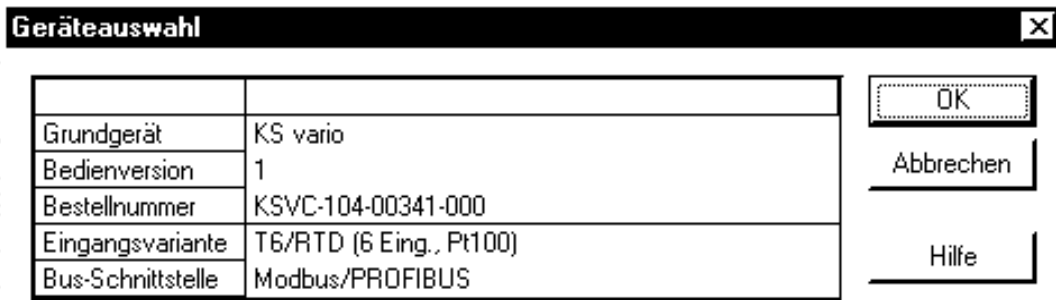 Geräteauswahl
OK
Grundgerät KS vario
Bedienversion 1
Abbrechen
Bestellnummer KSVC-104-00341-000
Eingangsvariante T6/RTD (6 Eing., Pt100)
Hilfe
Bus-Schnittstelle Modbus/PROFIBUS